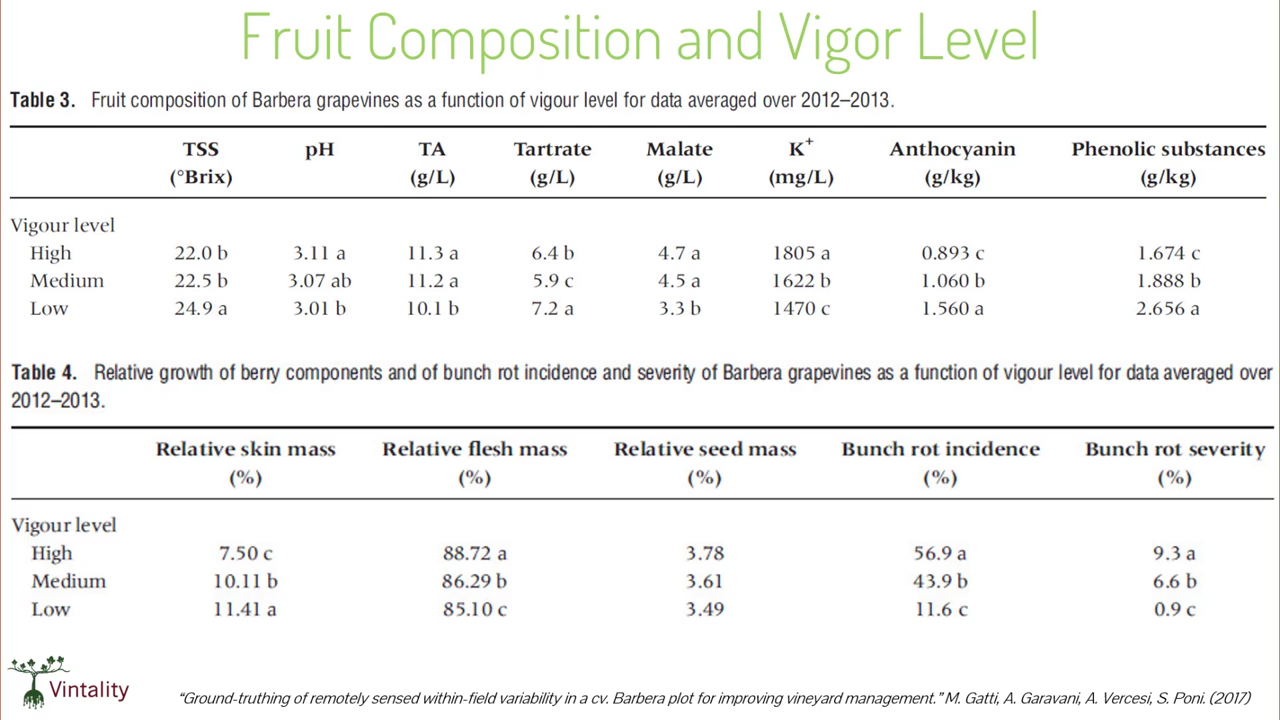 Fruit Composition and Vigor Level
Table 3. Fruit composition of Barbera grapevines as a function of vigour level for data averaged over 2012–2013.
TSS pH TA Tartrate Malate K+ Anthocyanin Phenolic substances
(°Brix) (g/L) (g/L) (g/L) (mg/L) (g/kg) (g/kg)
Vigour level
High 22.0 b 3.11 a 11.3 a 6.4 b 4.7 a 1805 a 0.893 c 1.674 c
Medium 22.5 b 3.07 ab 11.2 a 5.9 c 4.5 a 1622 b 1.060 b 1.888 b
Low 24.9 a 3.01 b 10.1 b 7.2 a 3.3 b 1470 c 1.560 a 2.656 a
Table 4. Relative growth of berry components and of bunch rot incidence and severity of Barbera grapevines as a function of vigour level for data averaged over
2012–2013.
Relative skin mass Relative flesh mass Relative seed mass Bunch rot incidence Bunch rot severity
(%) (%) (%) (%) (%)
Vigour level
High 7.50 c 88.72 a 3.78 56.9 a 9.3 a
Medium 10.11 b 86.29 b 3.61 43.9 b 6.6 b
Low 11.41 a 85.10 c 3.49 11.6 c 0.9 c
Vintality
“Ground-truthing of remotely sensed within-field variability in a cv. Barbera plot for improving vineyard management.” M. Gatti, A. Garavani, A. Vercesi, S. Poni. (2017)